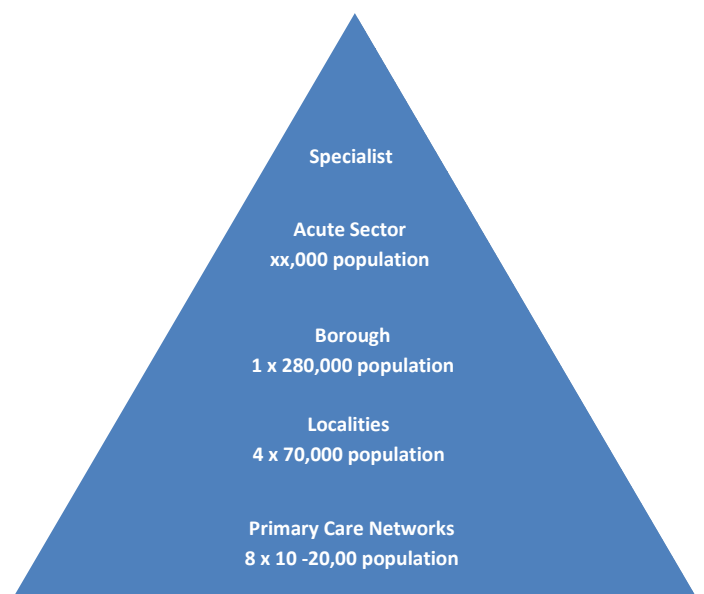 Specialist
Acute Sector
xx,000 population
Borough
1 x 280,000 population
Localities
4 x 70,000 population
Primary Care Networks
8 x 10 -20,00 population